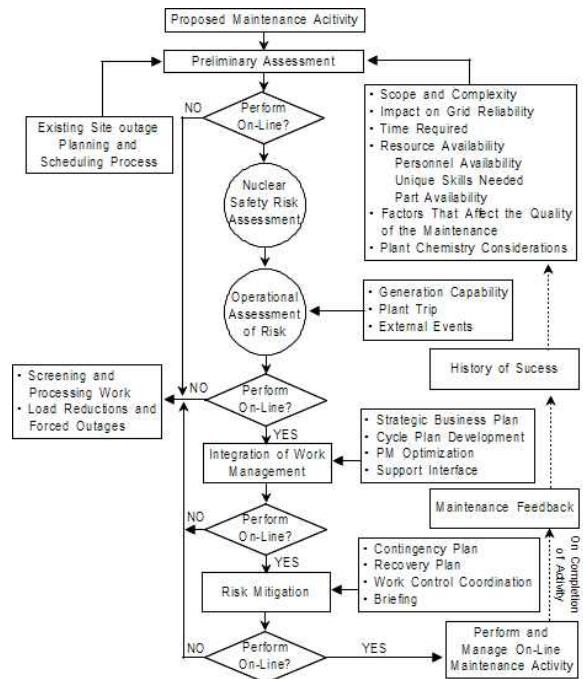 Proposed Maintenance Acitivity
Preliminary Assessment
NO
Perform
On-Line?
Existing Site outage
Planning and
Scheduling Process
• Scope and Complexity
• Impact on Grid Reliability
• Time Required
• Resource Availability
Personnel Availability
Unique Skills Needed
Part Availability
• Factors That Affect the Quality
of the Maintenance
• Plant Chemistry Considerations
Nuclear
Safety Risk
Assessment
Operational
Assessment
of Risk
• Generation Capability
• Plant Trip
• External Events
History of Sucess
• Screening and
Processing Work
• Load Reductions and
Forced Outages
NO
Perform
On-Line?
YES
Integration of Work
Management
• Strategic Business Plan
• Cycle Plan Development
• PM Optimization
• Support Interface
Maintenance Feedback
NO
Perform
On-Line?
YES
Risk Mitigation
• Contingency Plan
• Recovery Plan
• Work Control Coordination
• Briefing
On Completion
of Activity
NO
Perform
On-Line?
YES
Perform and
Manage On-Line
Maintenance Activity